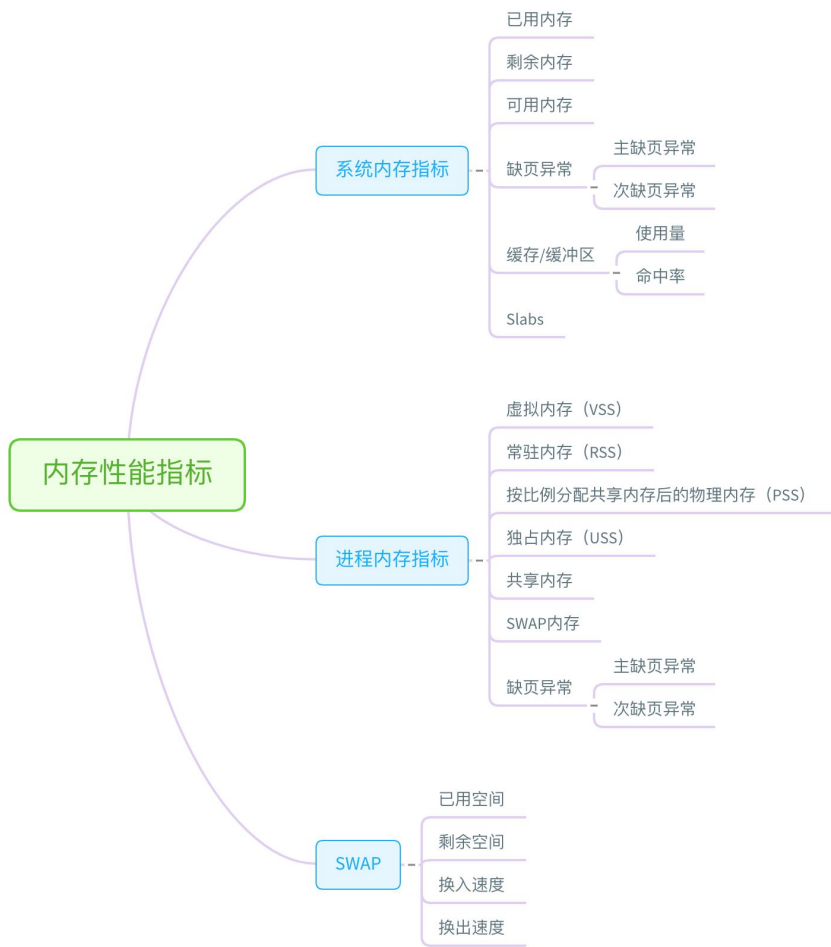 内存性能指标
系统内存指标
已用内存
剩余内存
可用内存
缺页异常
主缺页异常
次缺页异常
缓存/缓冲区
使用量
命中率
Slabs
进程内存指标
虚拟内存（VSS）
常驻内存（RSS）
按比例分配共享内存后的物理内存（PSS）
独占内存（USS）
共享内存
SWAP内存
缺页异常
主缺页异常
次缺页异常
SWAP
已用空间
剩余空间
换入速度
换出速度